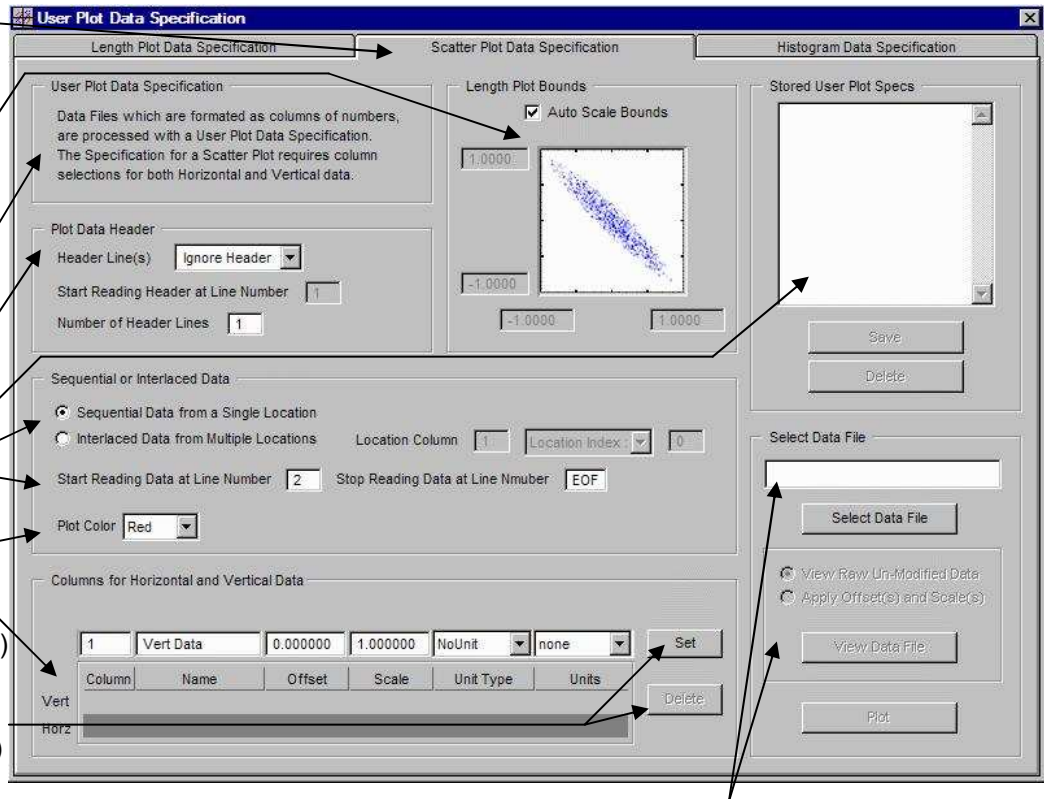 User Plot Data Specification
Length Plot Data Specification
Scatter Plot Data Specification
Histogram Data Specification
User Plot Data Specification
Data Files which are formated as columns of numbers,
are processed with a User Plot Data Specification.
The Specification for a Scatter Plot requires column
selections for both Horizontal and Vertical data.
Plot Data Header
Header Line(s) Ignore Header
Start Reading Header at Line Number 1
Number of Header Lines 1
Length Plot Bounds
Auto Scale Bounds
1.0000
-1.0000
-1.0000 1.0000
Stored User Plot Specs
Save
Delete
Sequential or Interlaced Data
Sequential Data from a Single Location
Interlaced Data from Multiple Locations Location Column 1 Location Index : 0
Start Reading Data at Line Number 2 Stop Reading Data at Line Nmuber EOF
Plot Color Red
Select Data File
Select Data File
View Raw Un-Modified Data
Apply Offset(s) and Scale(s)
View Data File
Plot
Columns for Horizontal and Vertical Data
1 Vert Data 0.000000 1.000000 NoUnit none Set
Column Name Offset Scale Unit Type Units
Vert
Horz
Delete
)
)